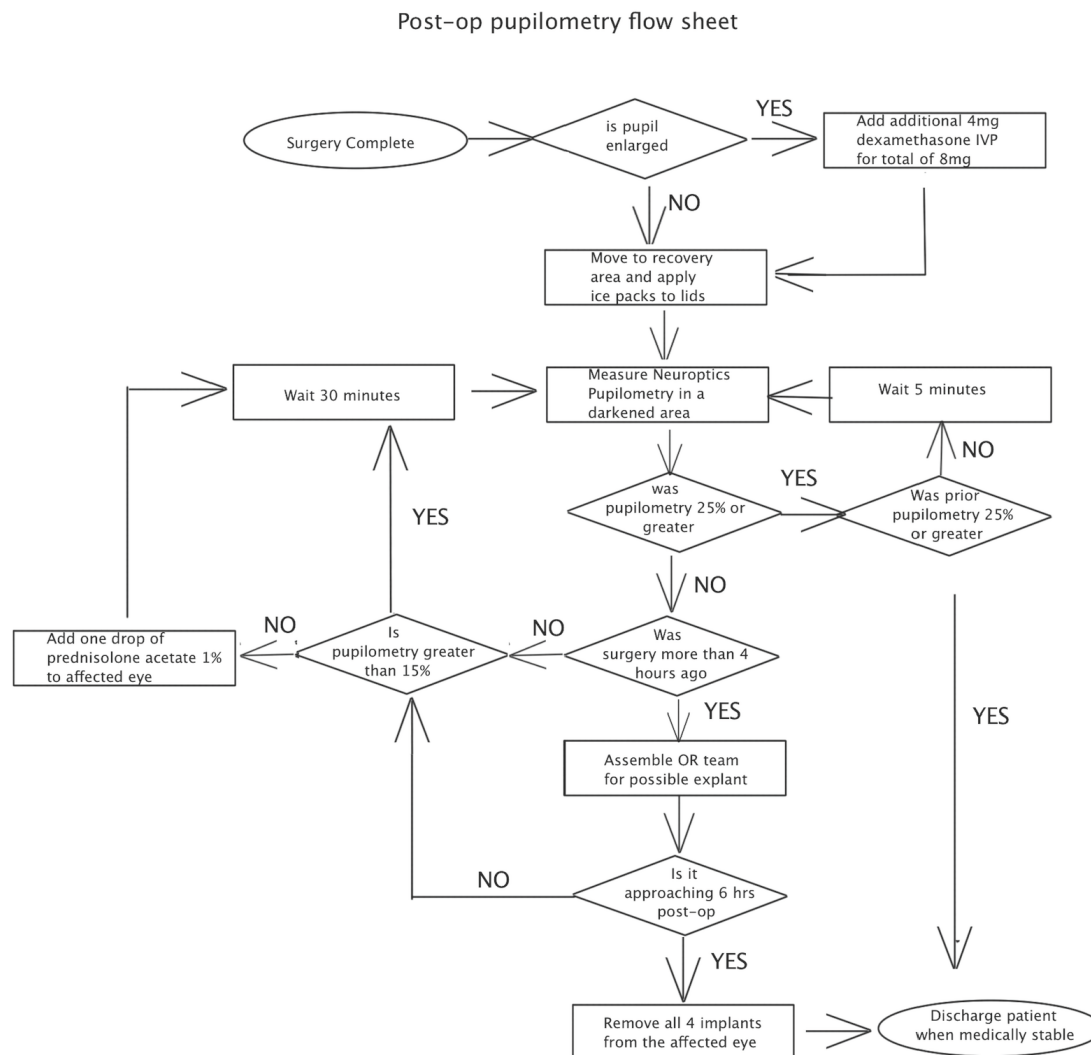 Post-op pupilometry flow sheet
Surgery Complete
is pupil
enlarged
YES
Add additional 4mg
dexamethasone IVP
for total of 8mg
NO
Move to recovery
area and apply
ice packs to lids
Wait 30 minutes
Measure Neuroptics
Pupilometry in a
darkened area
Wait 5 minutes
YES
was
pupilometry 25% or
greater
YES
Was prior
pupilometry 25%
or greater
NO
NO
Add one drop of
prednisolone acetate 1%
to affected eye
NO
Is
pupilometry greater
than 15%
NO
Was
surgery more than 4
hours ago
YES
YES
Assemble OR team
for possible explant
NO
Is it
approaching 6 hrs
post-op
YES
Remove all 4 implants
from the affected eye
Discharge patient
when medically stable